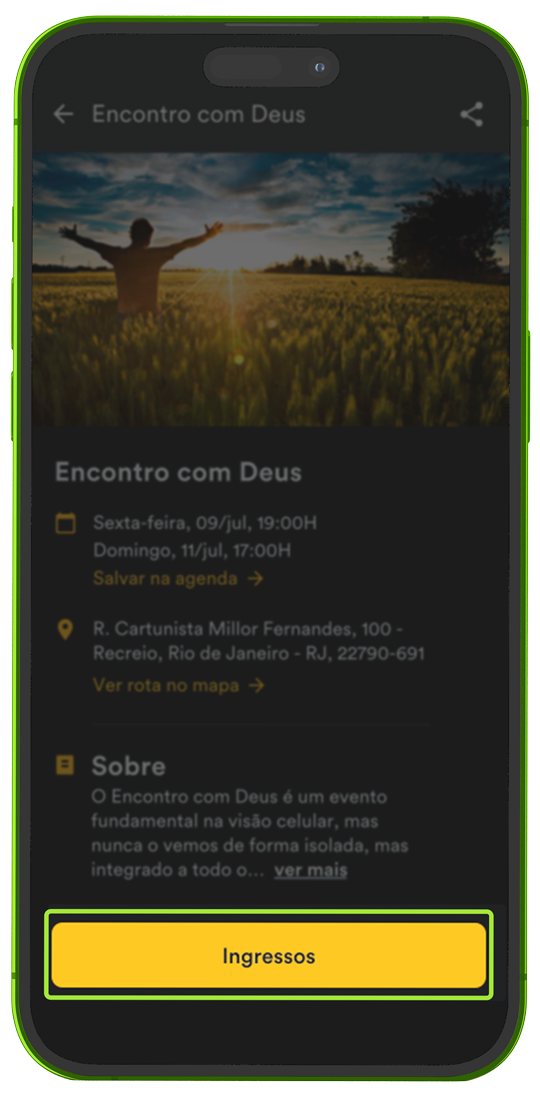 Encontro com Deus
Encontro com Deus
Sexta-feira, 09/jul, 19:00H
Domingo, 11/jul, 17:00H
Salvar na agenda →
R. Cartunista Millor Fernandes, 100 -
Recreio, Rio de Janeiro - RJ, 22790-691
Ver rota no mapa →
Sobre
O Encontro com Deus é um evento
fundamental na visão celular, mas
nunca o vemos de forma isolada, mas
integrado a todo o... ver mais
Ingressos